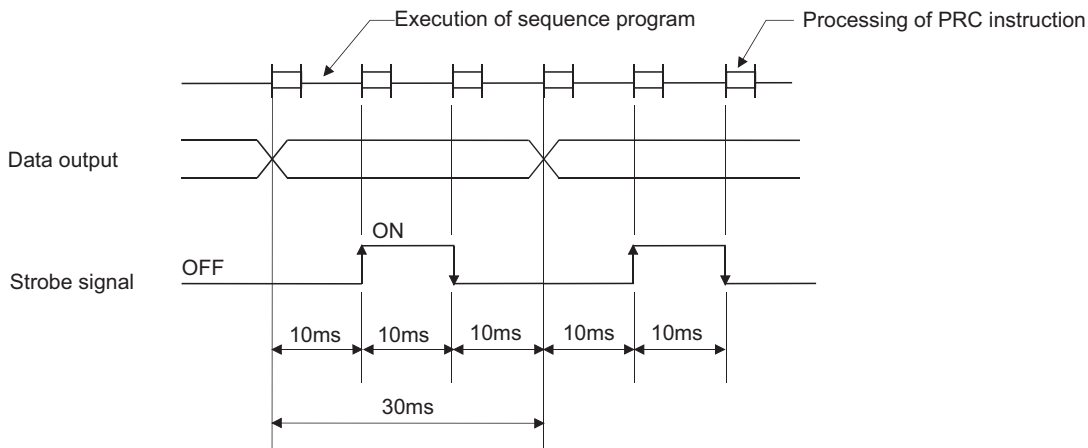 Execution of sequence program
Processing of PRC instruction
Data output
ON
OFF
Strobe signal
10ms 10ms 10ms 10ms 10ms
30ms